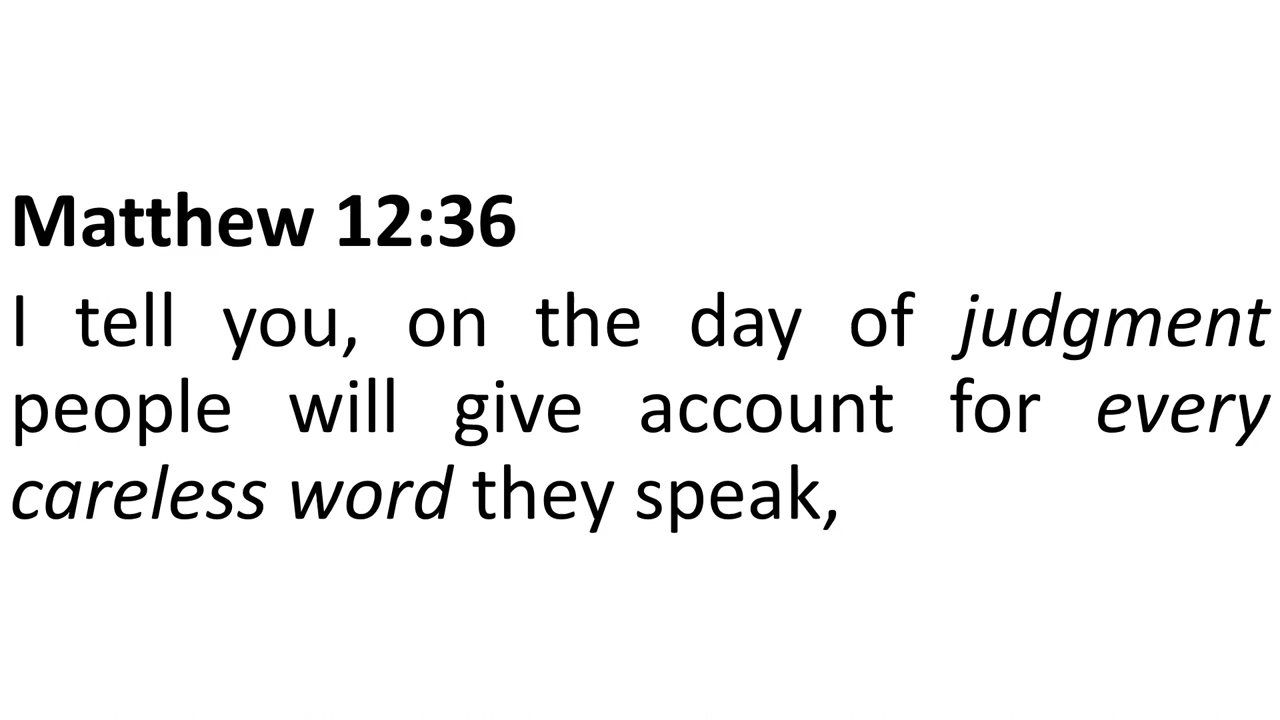 Matthew 12:36
I tell you, on the day of judgment
people will give account for every
careless word they speak,